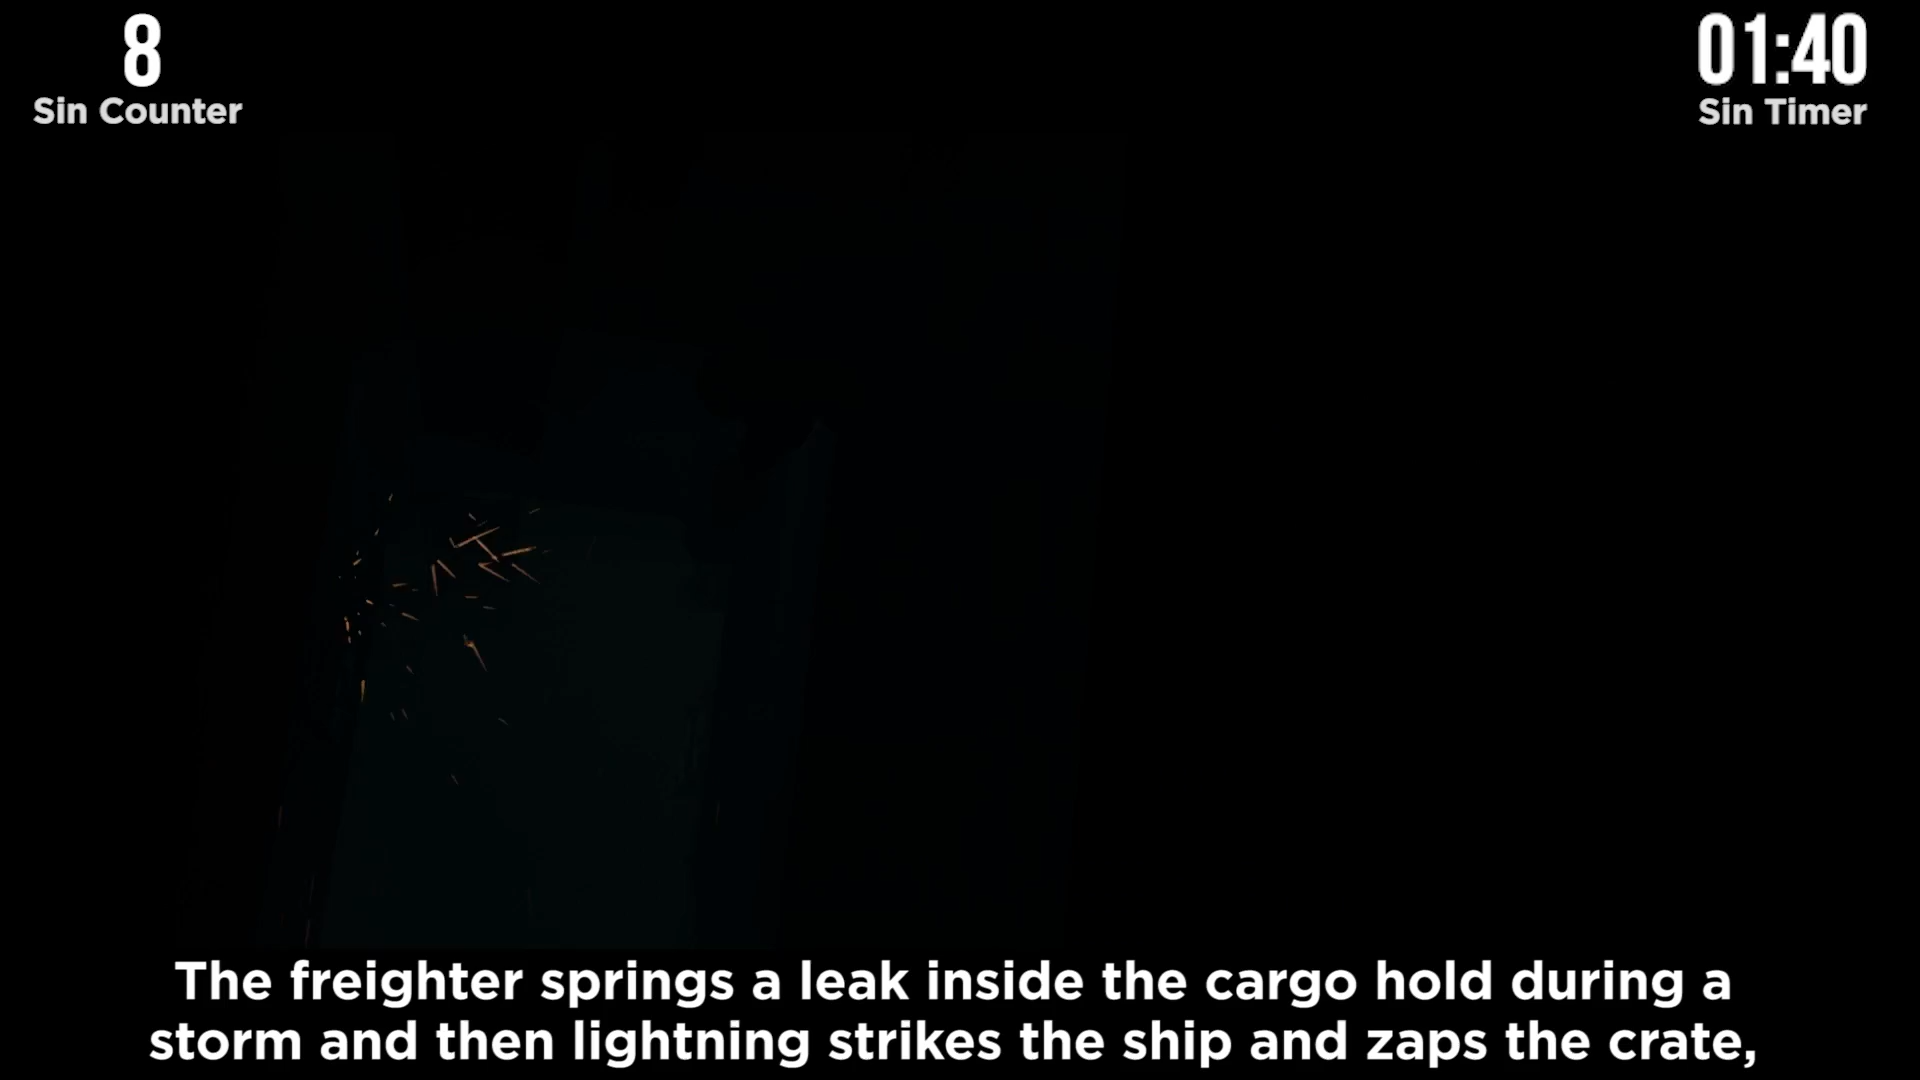 8
Sin Counter
01:40
Sin Timer
The freighter springs a leak inside the cargo hold during a
storm and then lightning strikes the ship and zaps the crate,